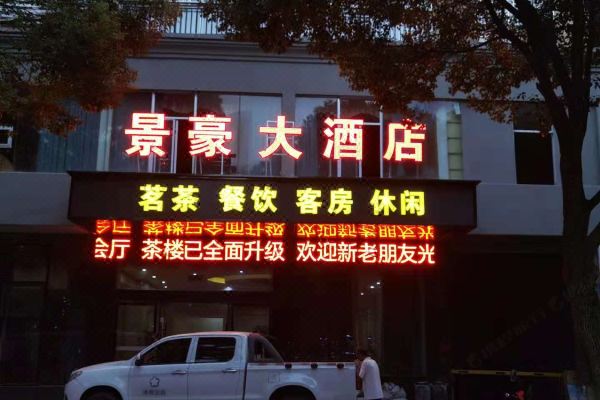 景豪大酒店
茗茶 餐饮 客房 休闲
会厅 茶楼已全面升级 欢迎新老朋友光